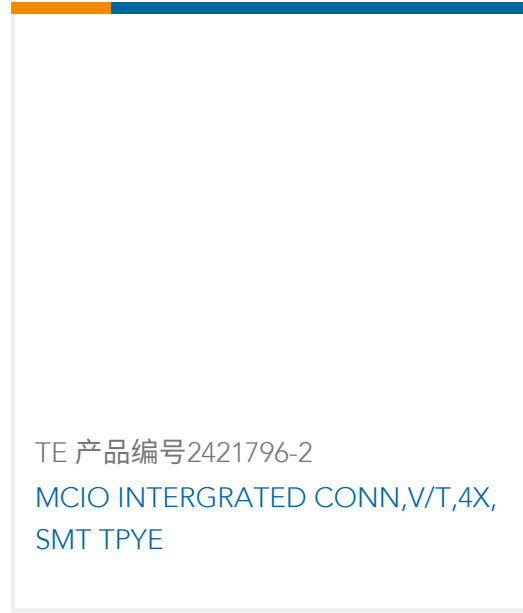 TE 产品编号2421796-2
MCIO INTERGRATED CONN,V/T,4X,
SMT TPYE